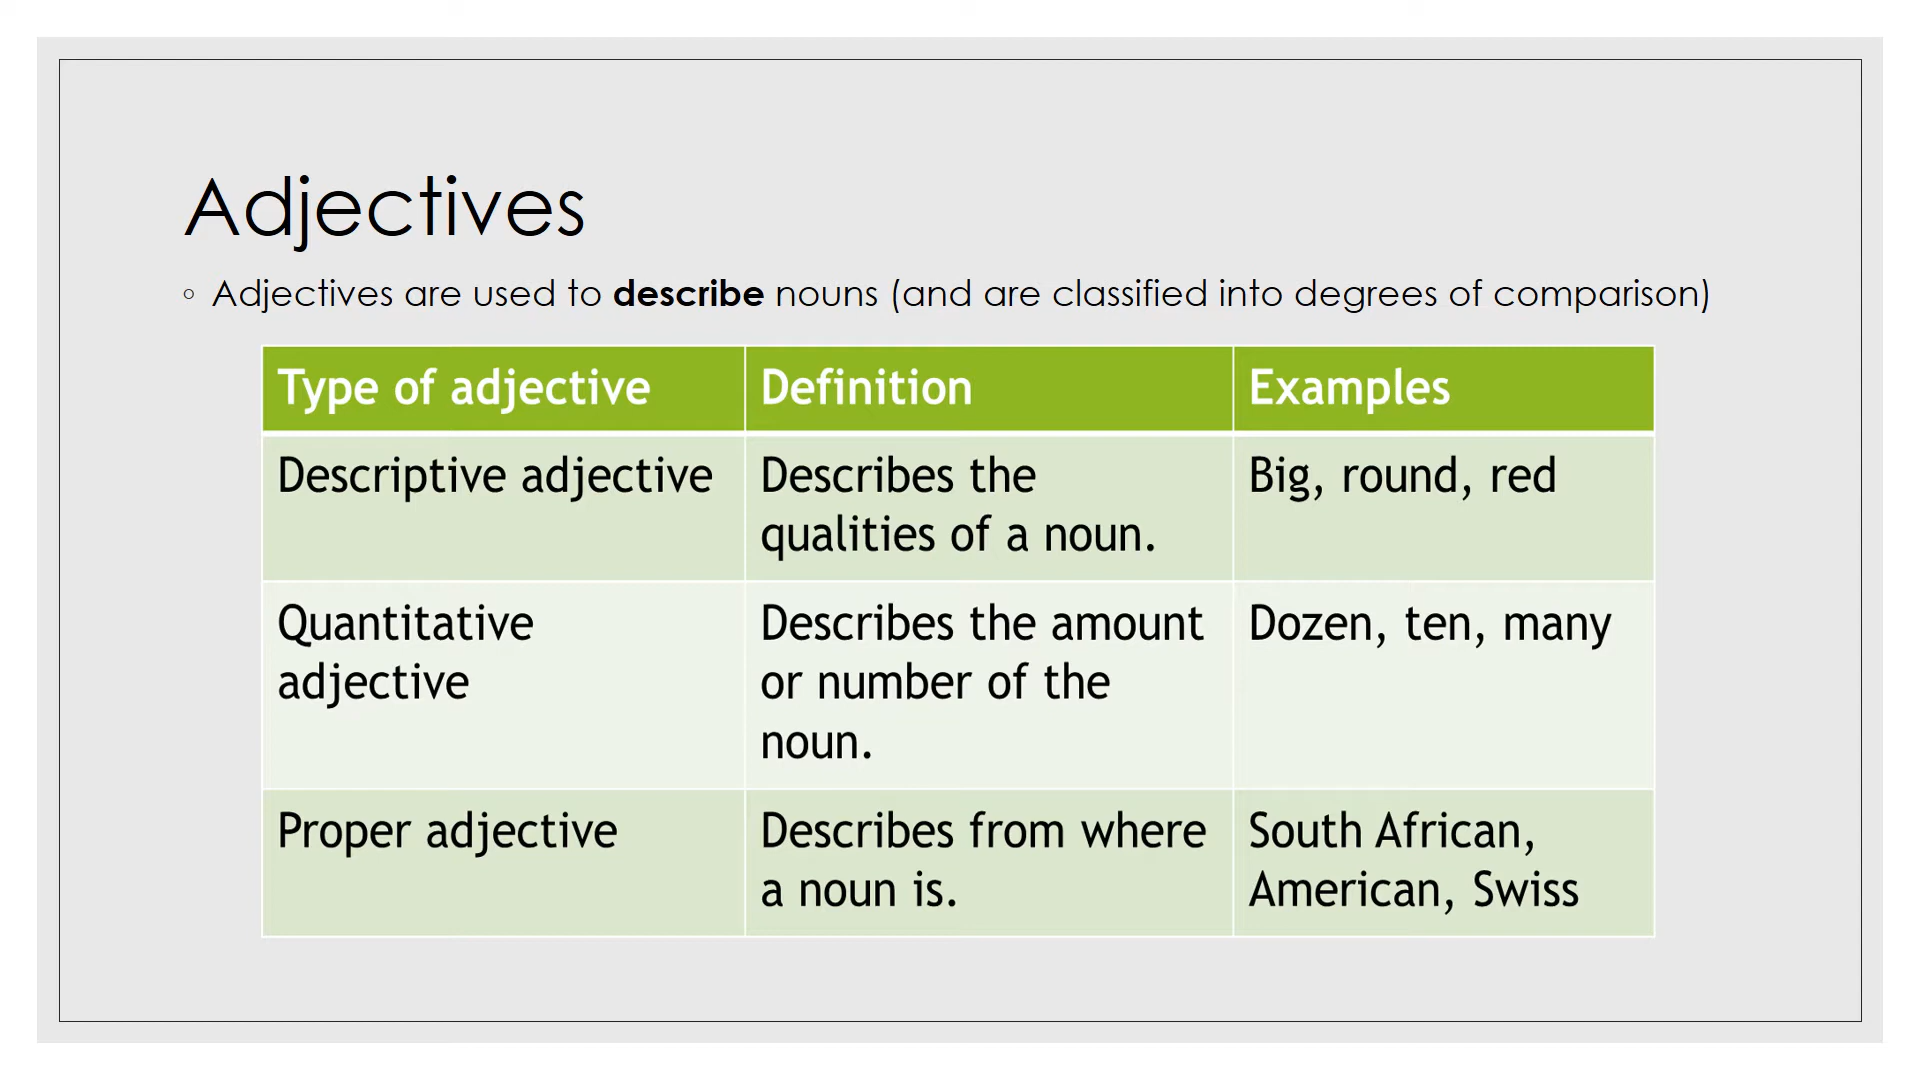 Adjectives
◦ Adjectives are used to describe nouns (and are classified into degrees of comparison)
Type of adjective
Definition
Examples
Descriptive adjective
Describes the
qualities of a noun.
Big, round, red
Quantitative
adjective
Describes the amount
or number of the
noun.
Dozen, ten, many
Proper adjective
Describes from where
a noun is.
South African,
American, Swiss